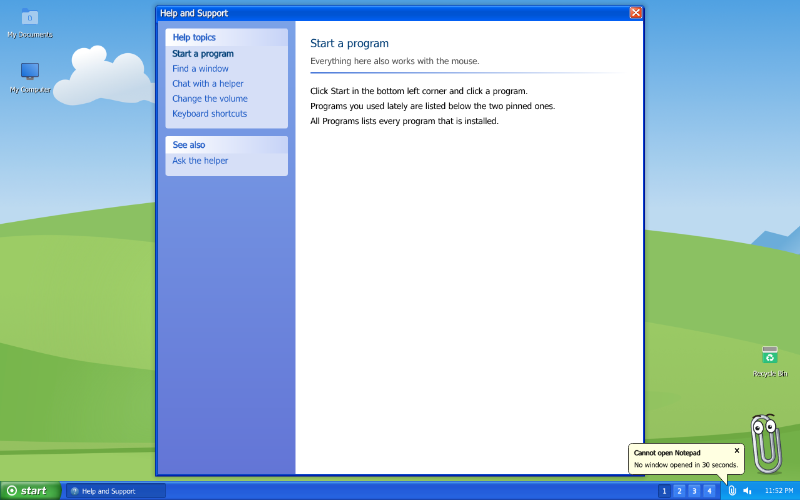 Help and Support
My Documents
My Computer
Help topics
Start a program
Find a window
Chat with a helper
Change the volume
Keyboard shortcuts
See also
Ask the helper
Start a program
Everything here also works with the mouse.
Click Start in the bottom left corner and click a program.
Programs you used lately are listed below the two pinned ones.
All Programs lists every program that is installed.
Recycle Bin
Cannot open Notepad
No window opened in 30 seconds.
start
Help and Support
1 2 3 4
11:52 PM